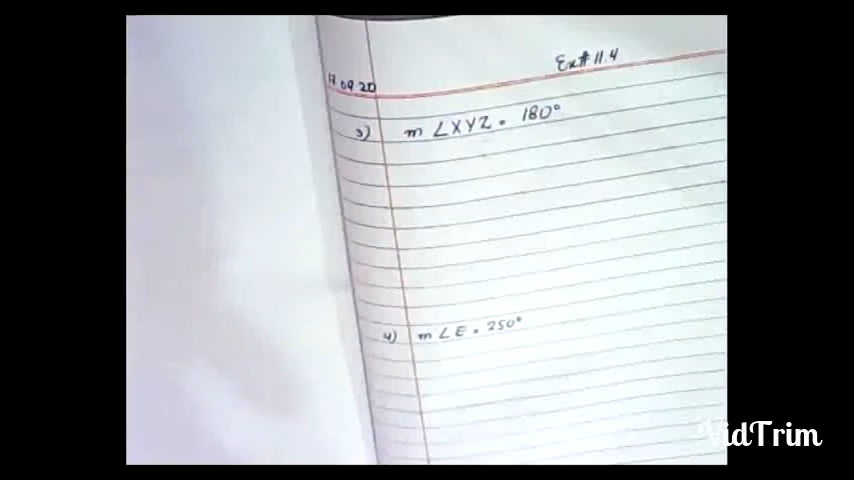 Ex# 11.4
17.09.20
3) m ∠XYZ = 180°
4) m ∠E = 250°
VidTrim